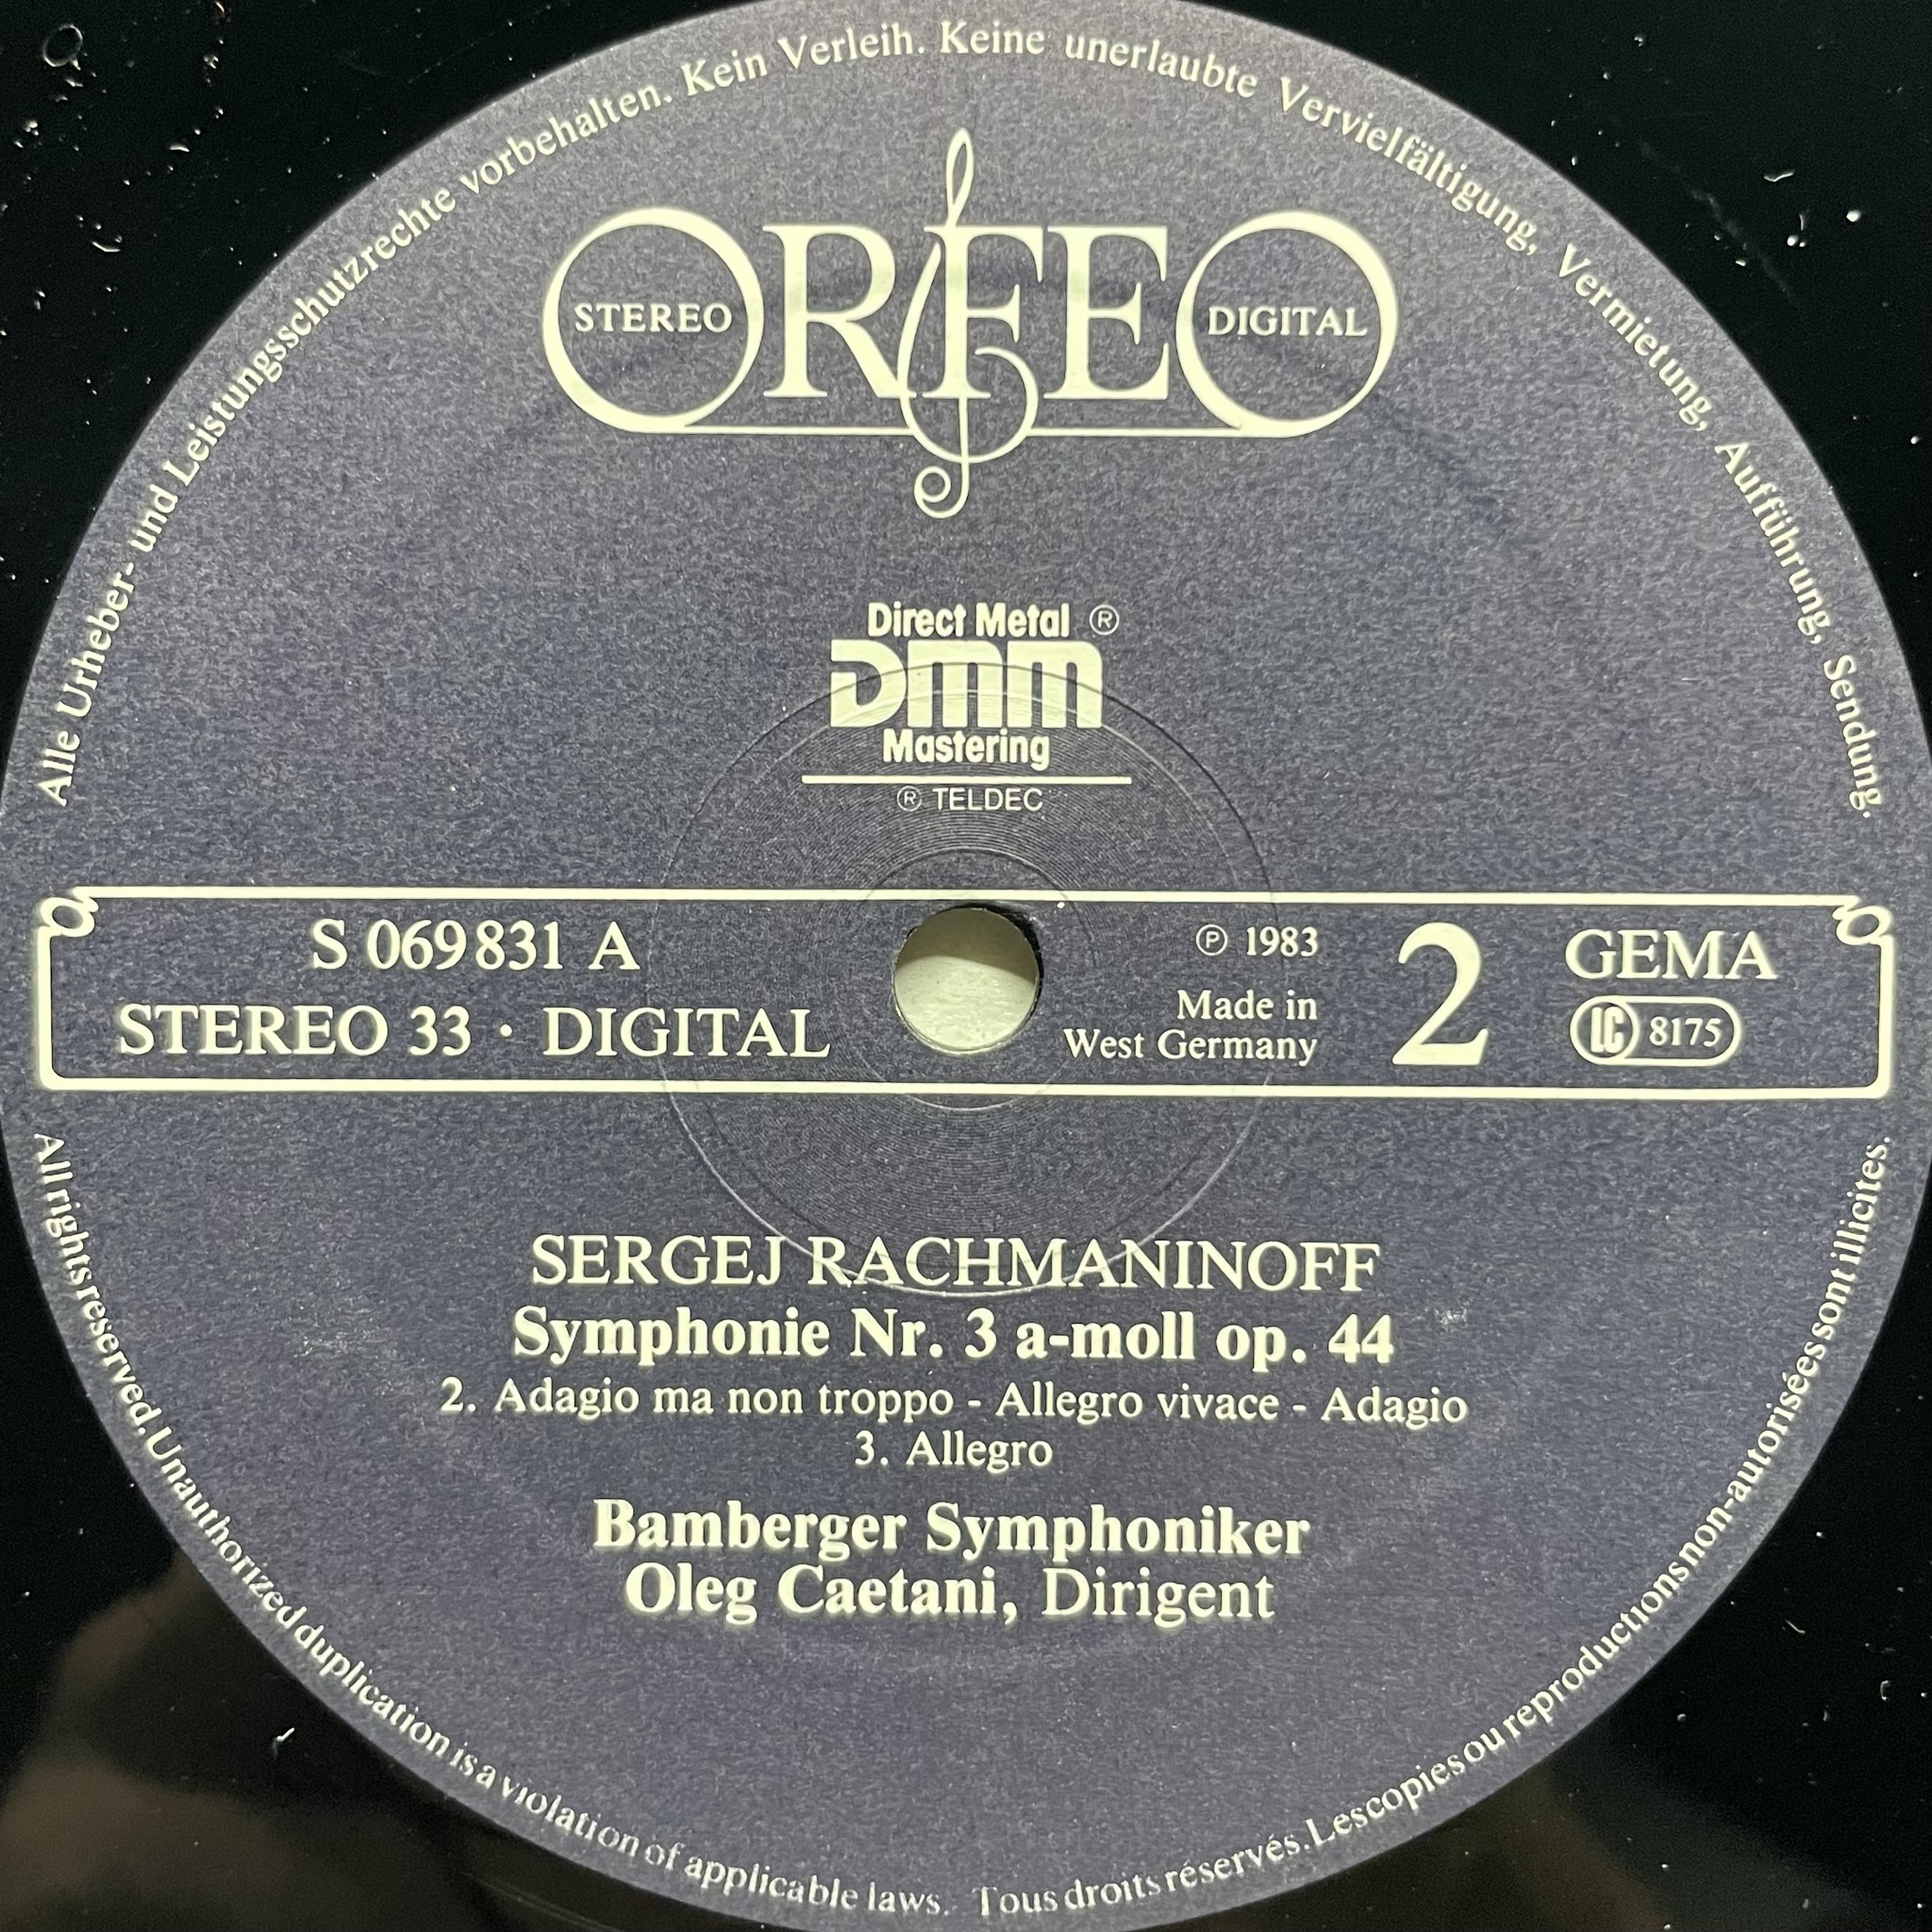 Alle Urheber- und Leistungsschutzrechte vorbehalten. Kein Verleih. Keine unerlaubte Vervielfältigung, Vermietung, Aufführung, Sendung.
ORFEO
STEREO
DIGITAL
Direct Metal ®
DMM
Mastering
® TELDEC
S 069831 A
STEREO 33 · DIGITAL
℗ 1983
Made in
West Germany
2
GEMA
LC 8175
SERGEJ RACHMANINOFF
Symphonie Nr. 3 a-moll op. 44
2. Adagio ma non troppo - Allegro vivace - Adagio
3. Allegro
Bamberger Symphoniker
Oleg Caetani, Dirigent
All rights reserved. Unauthorized duplication is a violation of applicable laws. Tous droits réservés. Les copies ou reproductions non-autorisées sont illicites.